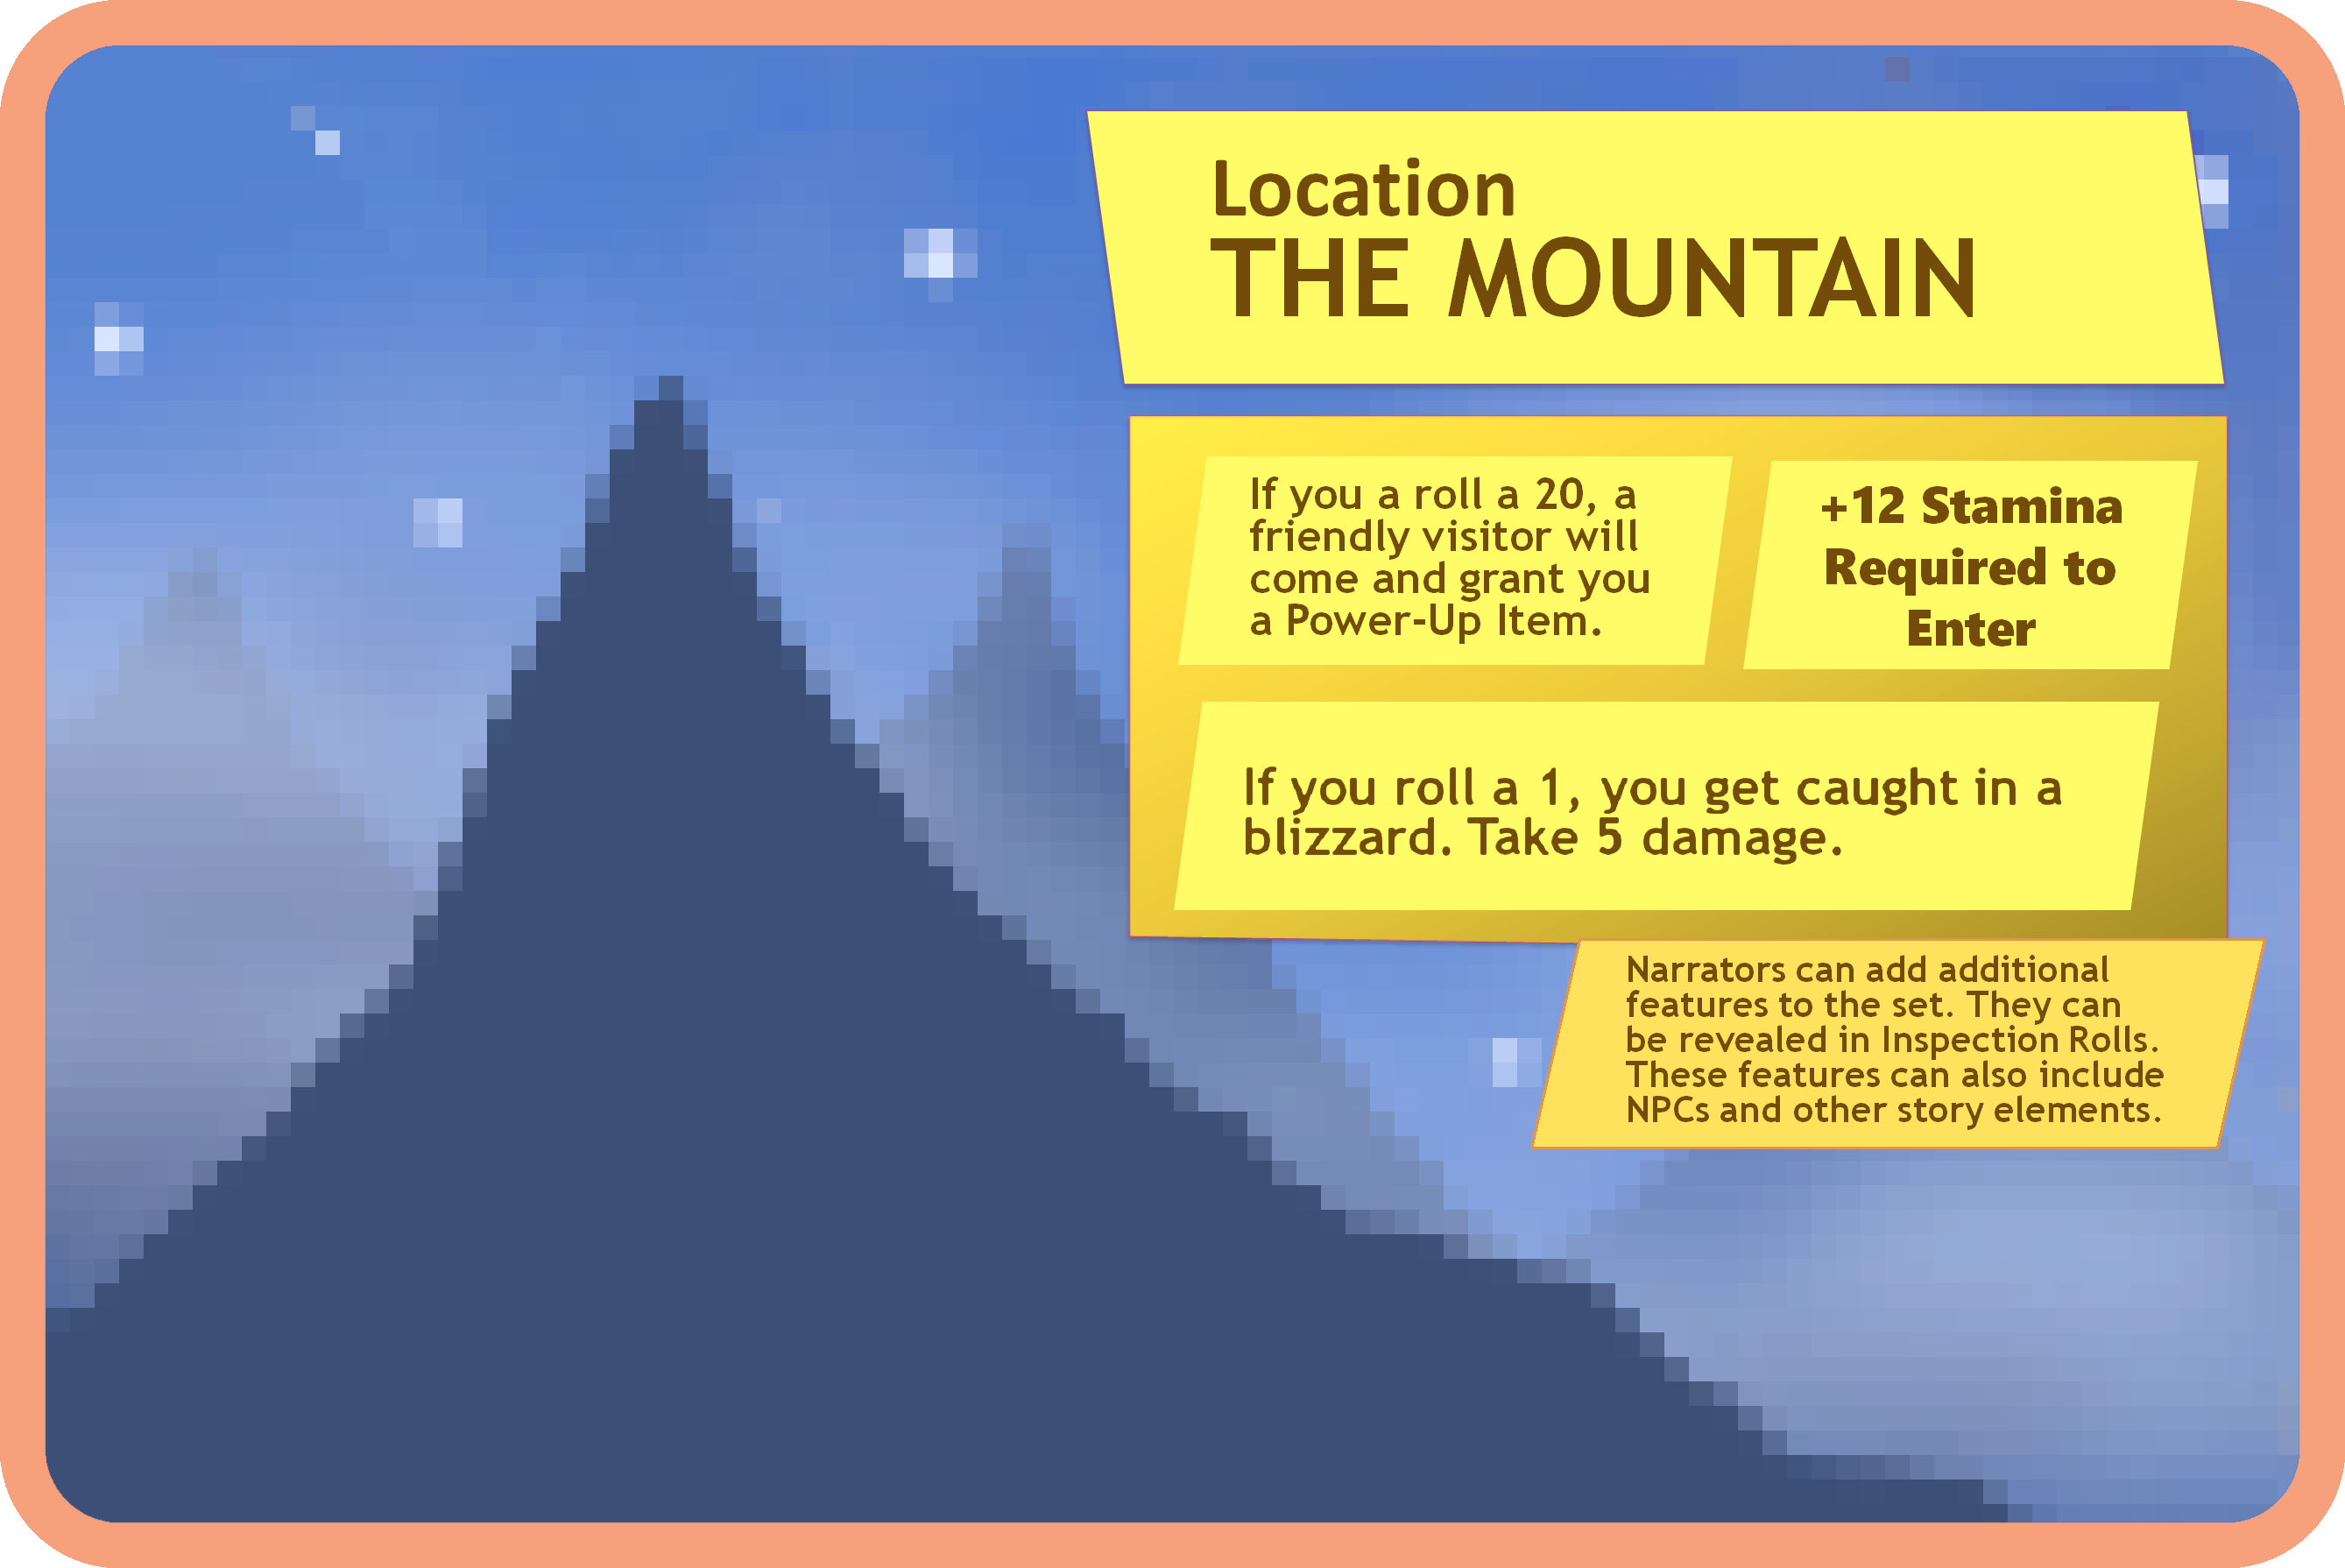 Location
THE MOUNTAIN
If you a roll a 20, a
friendly visitor will
come and grant you
a Power-Up Item.
+12 Stamina
Required to
Enter
If you roll a 1, you get caught in a
blizzard. Take 5 damage.
Narrators can add additional
features to the set. They can
be revealed in Inspection Rolls.
These features can also include
NPCs and other story elements.